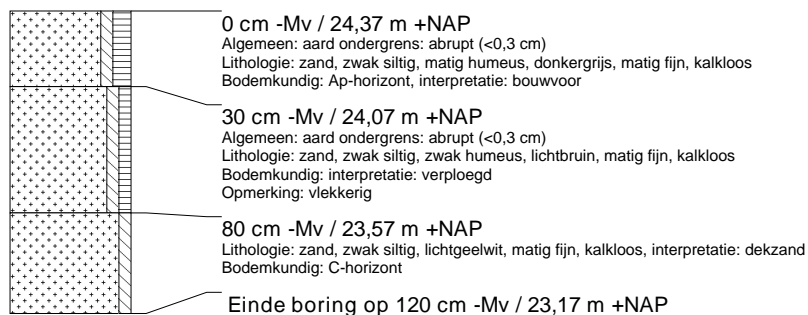 0 cm -Mv / 24,37 m +NAP
Algemeen: aard ondergrens: abrupt (<0,3 cm)
Lithologie: zand, zwak siltig, matig humeus, donkergrijs, matig fijn, kalkloos
Bodemkundig: Ap-horizont, interpretatie: bouwvoor
30 cm -Mv / 24,07 m +NAP
Algemeen: aard ondergrens: abrupt (<0,3 cm)
Lithologie: zand, zwak siltig, zwak humeus, lichtbruin, matig fijn, kalkloos
Bodemkundig: interpretatie: verploegd
Opmerking: vlekkerig
80 cm -Mv / 23,57 m +NAP
Lithologie: zand, zwak siltig, lichtgeelwit, matig fijn, kalkloos, interpretatie: dekzand
Bodemkundig: C-horizont
Einde boring op 120 cm -Mv / 23,17 m +NAP